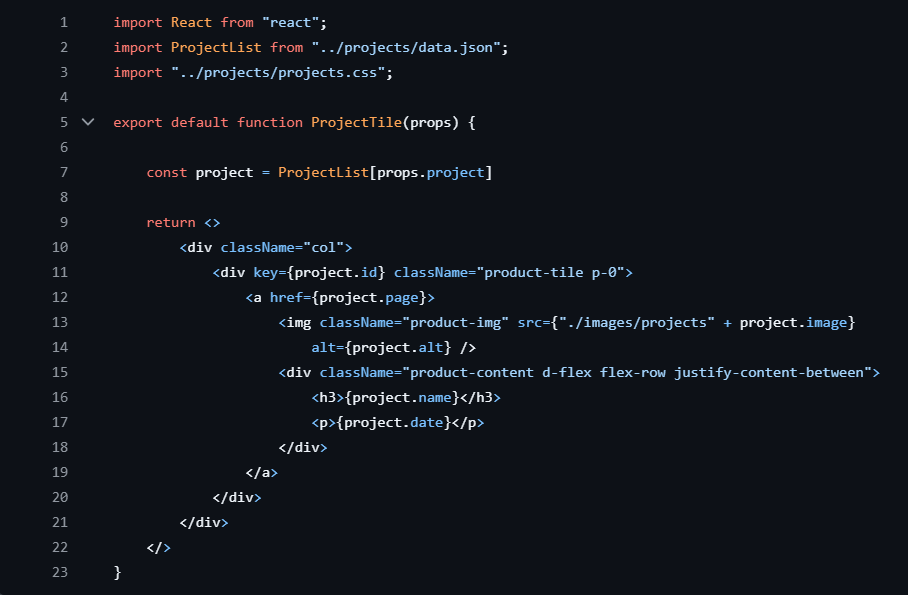 1 import React from "react";
2 import ProjectList from "../projects/data.json";
3 import "../projects/projects.css";
4
5 export default function ProjectTile(props) {
6
7     const project = ProjectList[props.project]
8
9     return <>
10         <div className="col">
11             <div key={project.id} className="product-tile p-0">
12                 <a href={project.page}>
13                     <img className="product-img" src={"./images/projects" + project.image}
14                         alt={project.alt} />
15                     <div className="product-content d-flex flex-row justify-content-between">
16                         <h3>{project.name}</h3>
17                         <p>{project.date}</p>
18                     </div>
19                 </a>
20             </div>
21         </div>
22     </>
23 }